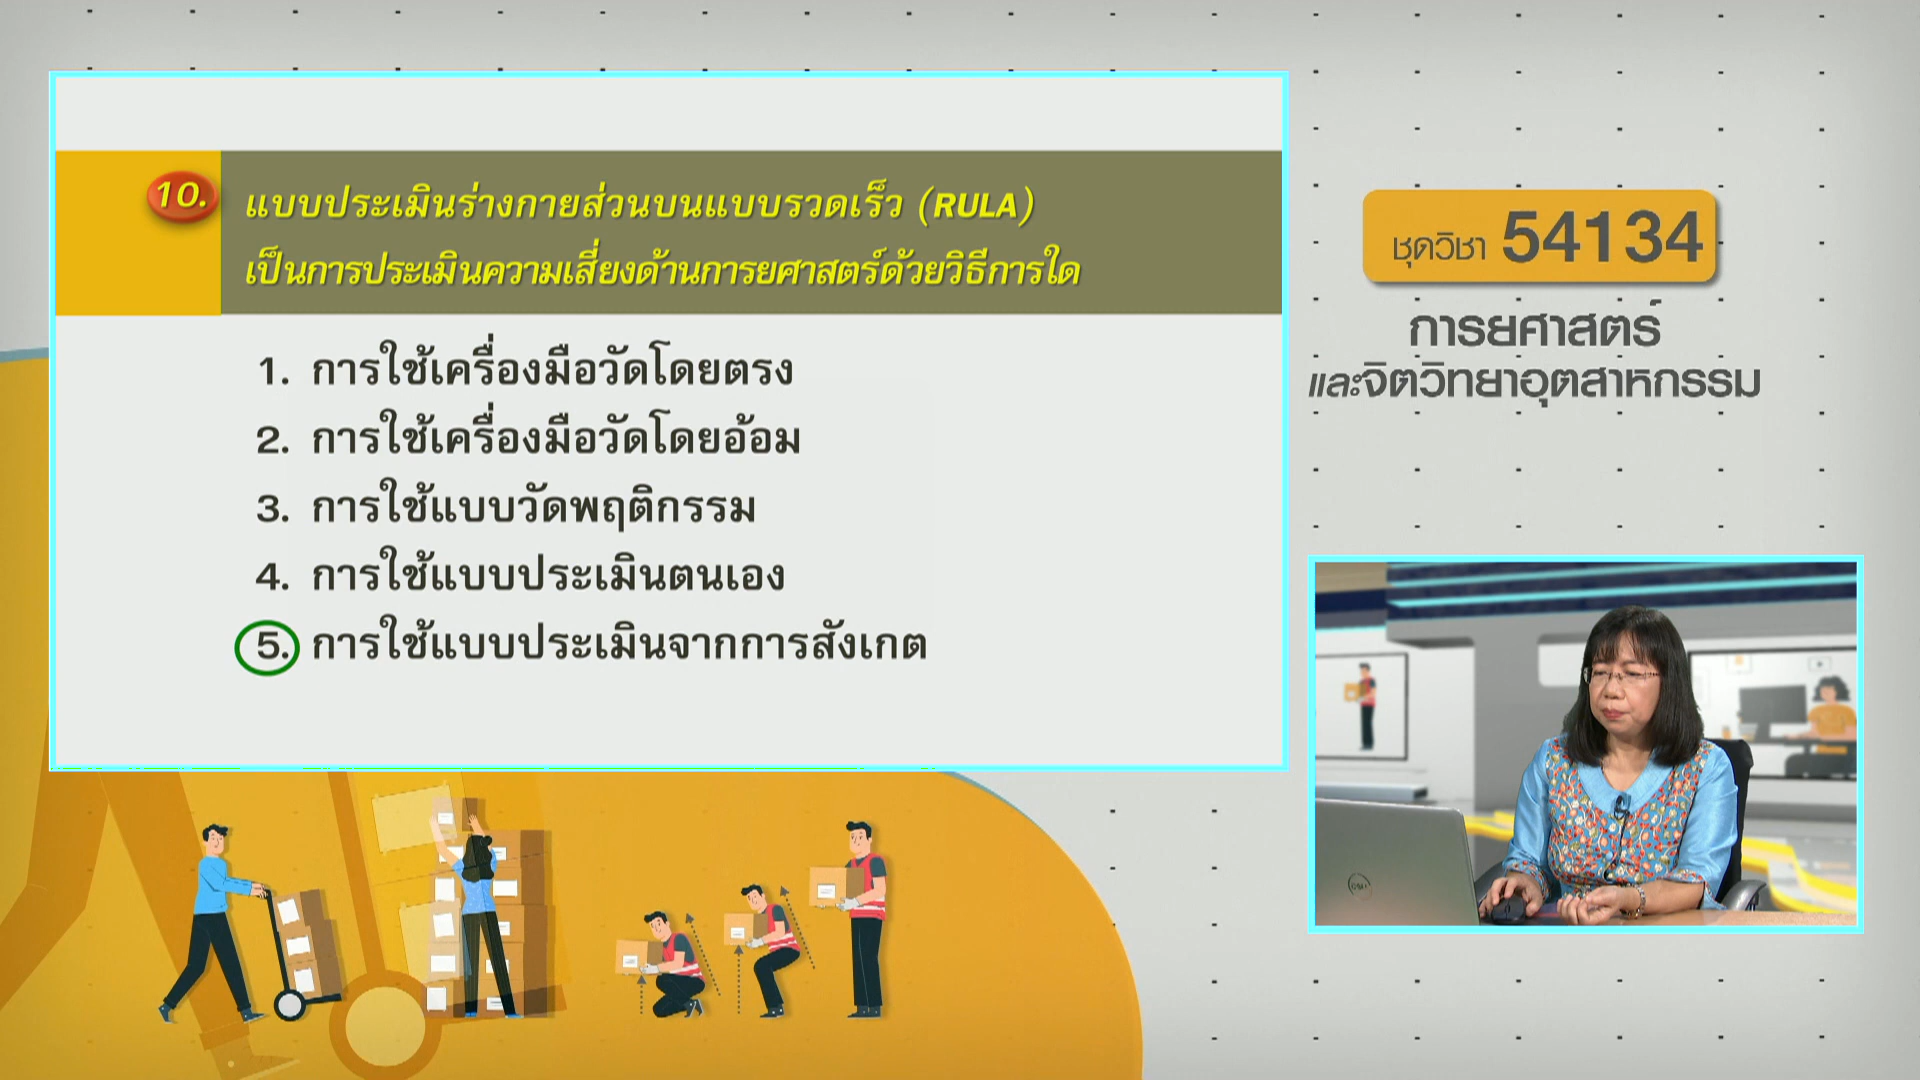 10.
แบบประเมินร่างกายส่วนบนแบบรวดเร็ว (RULA)
เป็นการประเมินความเสี่ยงด้านการยศาสตร์ด้วยวิธีการใด
1. การใช้เครื่องมือวัดโดยตรง
2. การใช้เครื่องมือวัดโดยอ้อม
3. การใช้แบบวัดพฤติกรรม
4. การใช้แบบประเมินตนเอง
5. การใช้แบบประเมินจากการสังเกต
ชุดวิชา 54134
การยศาสตร์
และจิตวิทยาอุตสาหกรรม
DELL